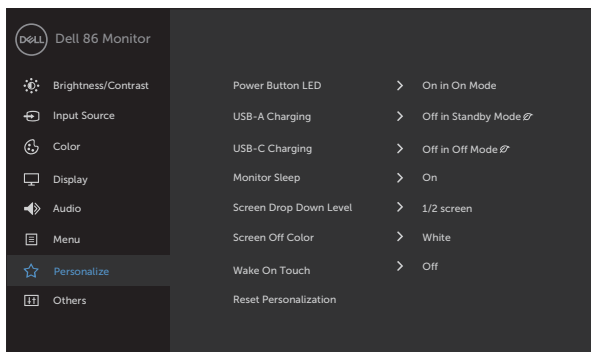 DELL Dell 86 Monitor
Brightness/Contrast
Input Source
Color
Display
Audio
Menu
Personalize
Others
Power Button LED > On in On Mode
USB-A Charging > Off in Standby Mode
USB-C Charging > Off in Off Mode
Monitor Sleep > On
Screen Drop Down Level > 1/2 screen
Screen Off Color > White
Wake On Touch > Off
Reset Personalization